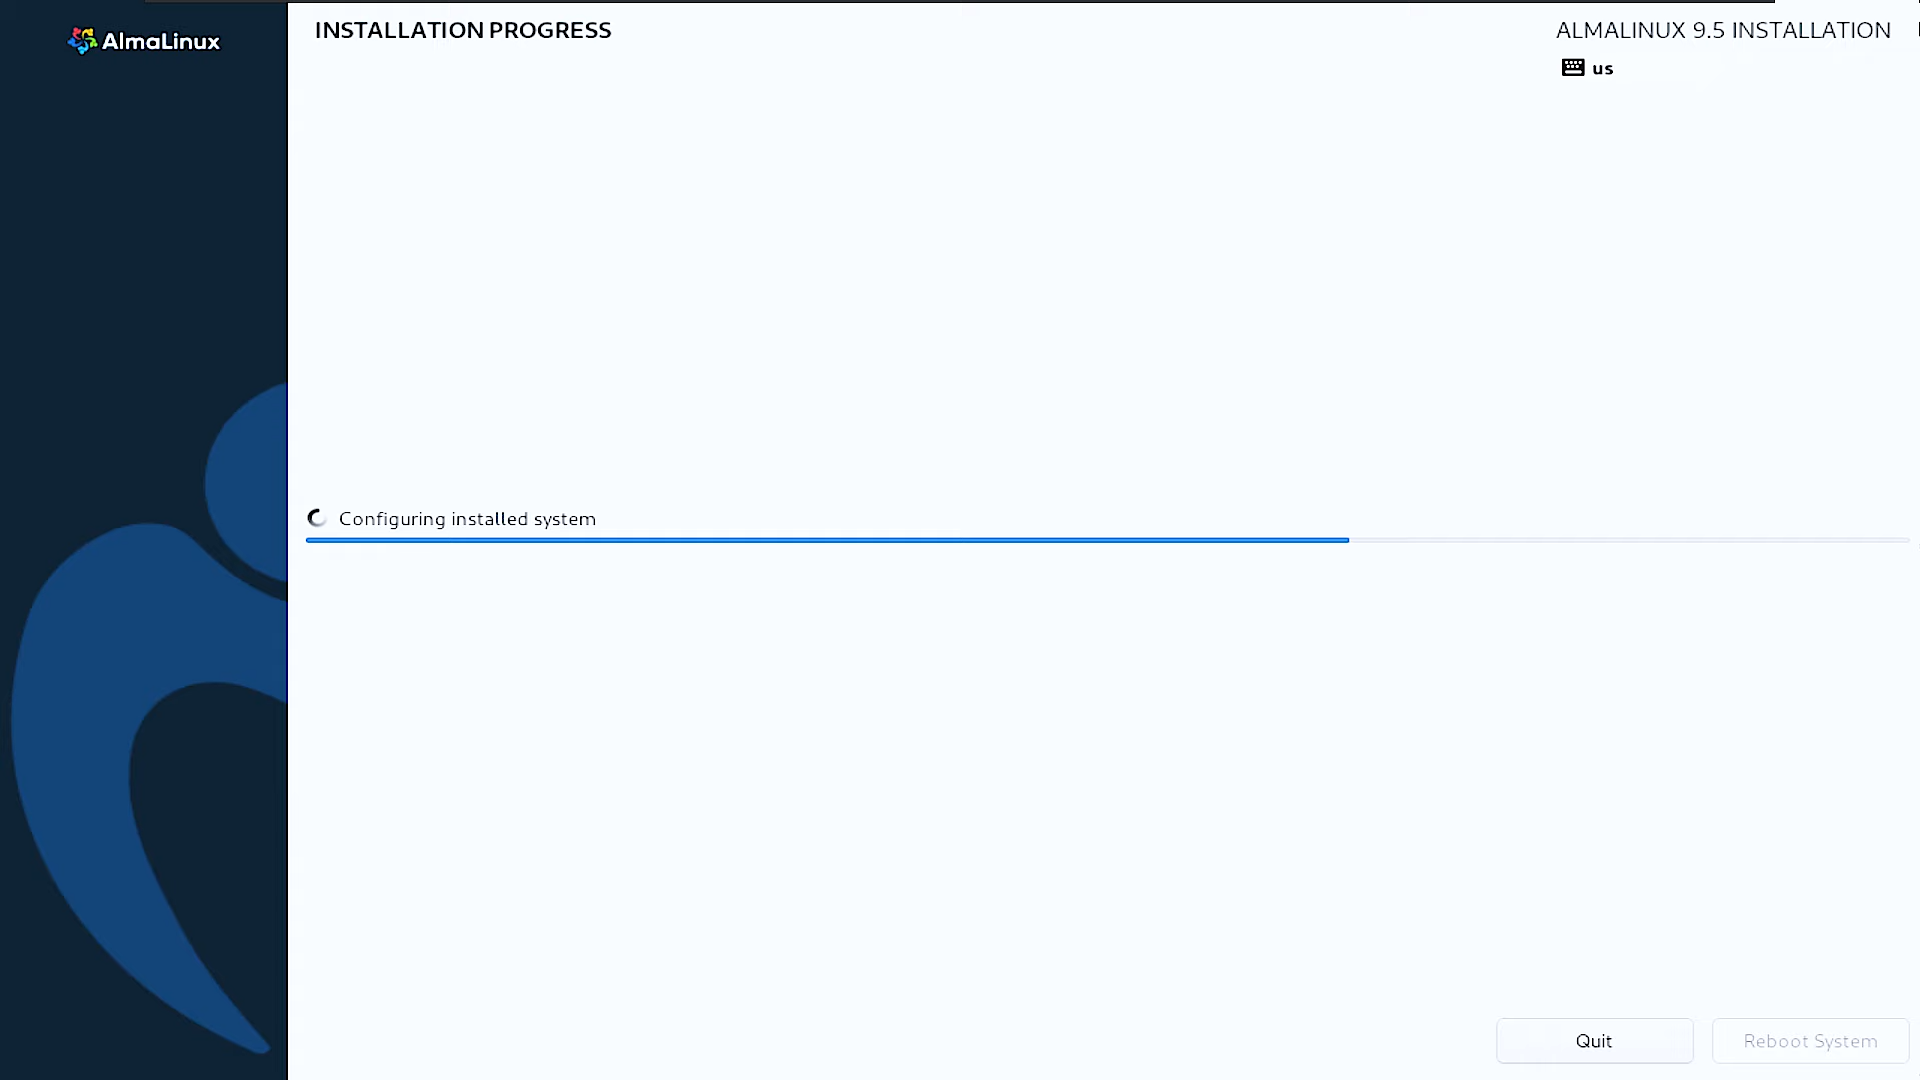 AlmaLinux
INSTALLATION PROGRESS
ALMALINUX 9.5 INSTALLATION
us
Configuring installed system
Quit
Reboot System